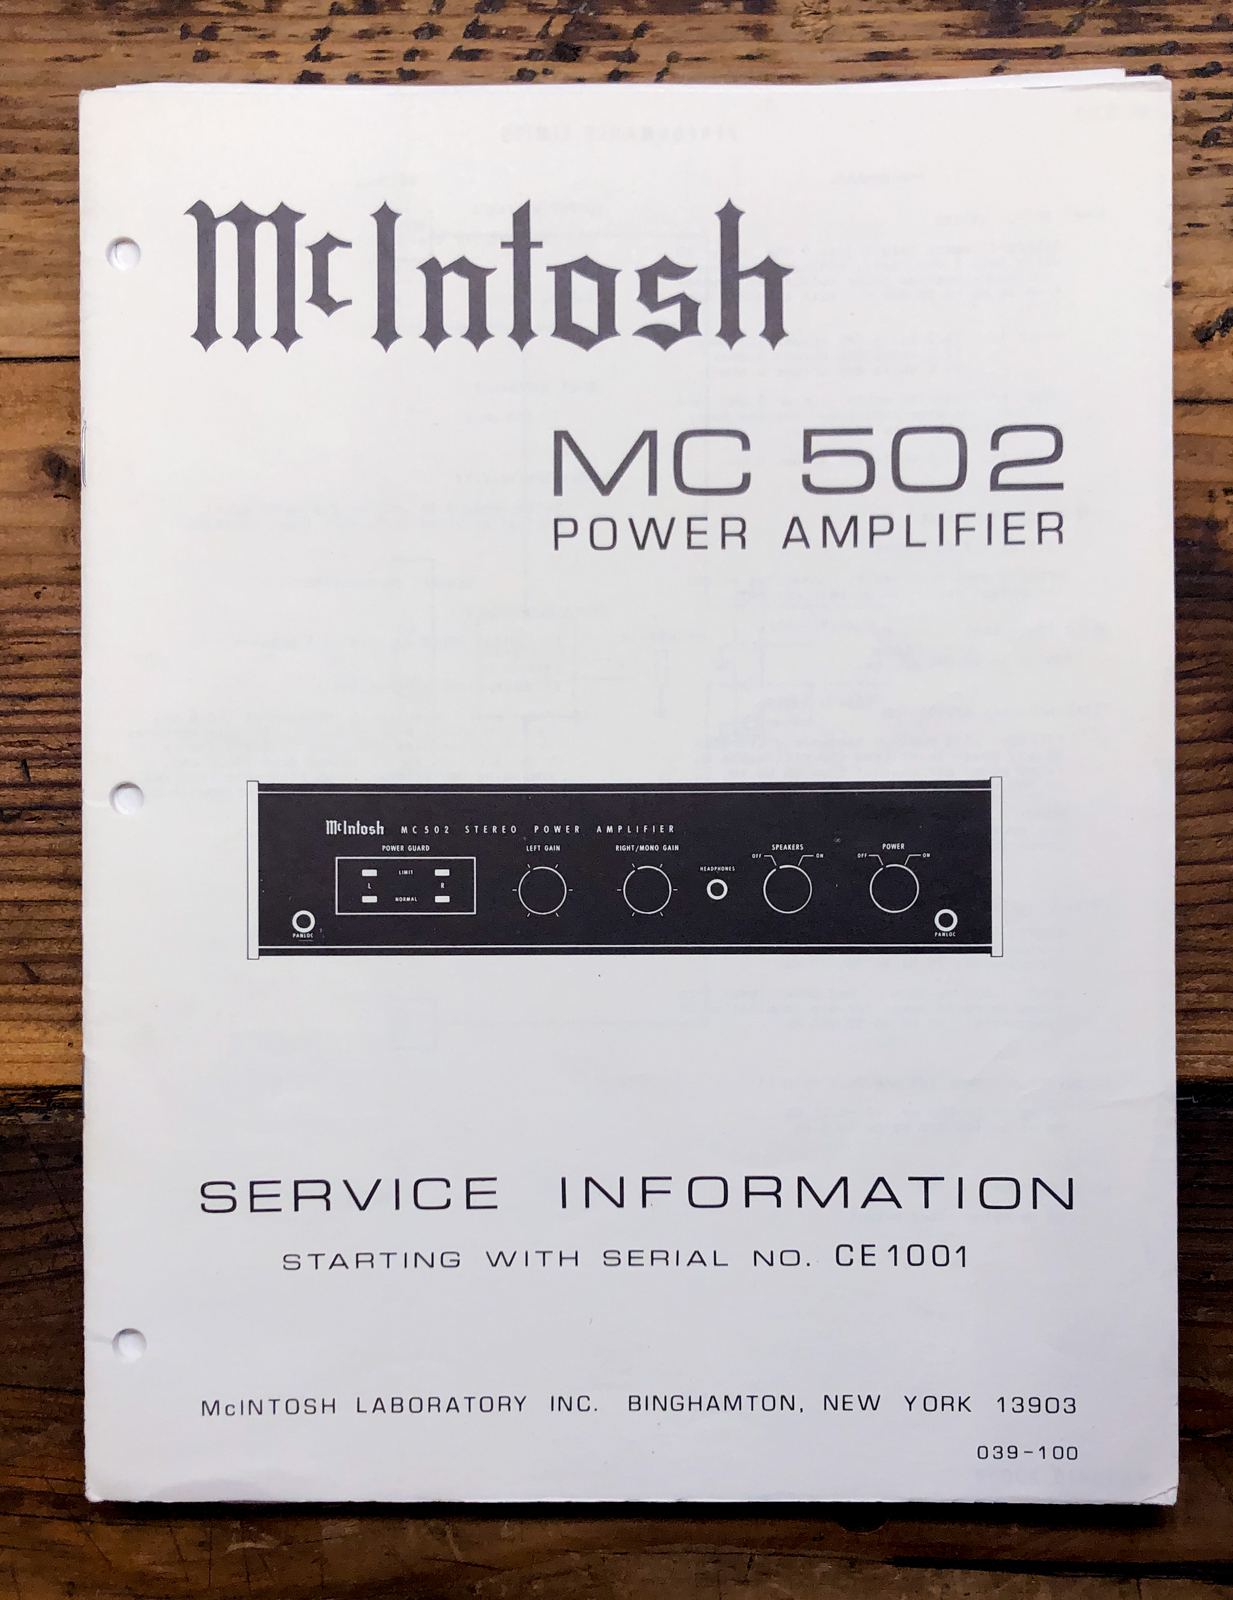 McIntosh
MC 502
POWER AMPLIFIER
McIntosh MC502 STEREO POWER AMPLIFIER
POWER GUARD
LEFT GAIN
RIGHT/MONO GAIN
HEADPHONES
SPEAKERS
OFF ON
POWER
OFF ON
LIMIT
L R
NORMAL
PANLOC
PANLOC
SERVICE INFORMATION
STARTING WITH SERIAL NO. CE1001
McINTOSH LABORATORY INC. BINGHAMTON, NEW YORK 13903
039-100